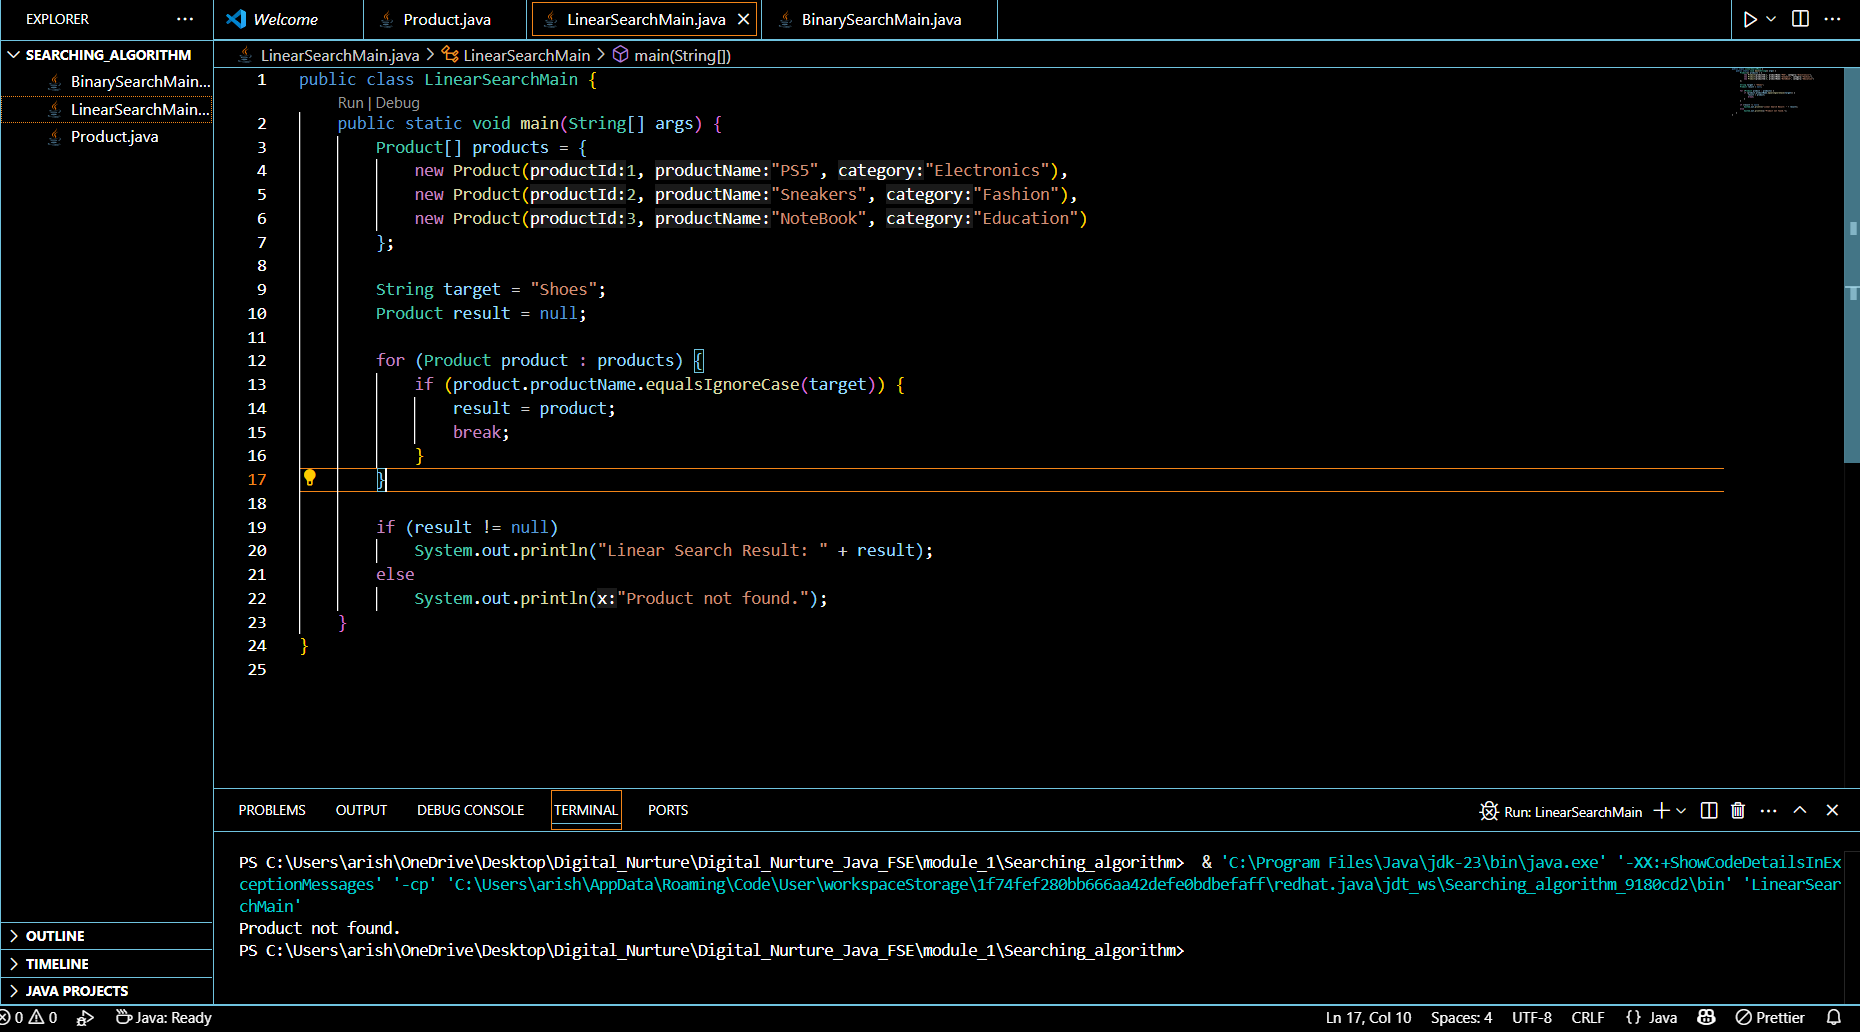 EXPLORER
Welcome
Product.java
LinearSearchMain.java
BinarySearchMain.java
SEARCHING_ALGORITHM
BinarySearchMain...
LinearSearchMain...
Product.java
LinearSearchMain.java > LinearSearchMain > main(String[])
1 public class LinearSearchMain {
Run | Debug
2 public static void main(String[] args) {
3 Product[] products = {
4 new Product(productId:1, productName:"PS5", category:"Electronics"),
5 new Product(productId:2, productName:"Sneakers", category:"Fashion"),
6 new Product(productId:3, productName:"NoteBook", category:"Education")
7 };
8
9 String target = "Shoes";
10 Product result = null;
11
12 for (Product product : products) {
13 if (product.productName.equalsIgnoreCase(target)) {
14 result = product;
15 break;
16 }
17 }
18
19 if (result != null)
20 System.out.println("Linear Search Result: " + result);
21 else
22 System.out.println(x:"Product not found.");
23 }
24 }
25
PROBLEMS OUTPUT DEBUG CONSOLE TERMINAL PORTS
Run: LinearSearchMain
PS C:\Users\arish\OneDrive\Desktop\Digital_Nurture\Digital_Nurture_Java_FSE\module_1\Searching_algorithm>  & 'C:\Program Files\Java\jdk-23\bin\java.exe' '-XX:+ShowCodeDetailsInEx
ceptionMessages' '-cp' 'C:\Users\arish\AppData\Roaming\Code\User\workspaceStorage\1f74fef280bb666aa42defe0bdbefaff\redhat.java\jdt_ws\Searching_algorithm_9180cd2\bin' 'LinearSear
chMain'
Product not found.
PS C:\Users\arish\OneDrive\Desktop\Digital_Nurture\Digital_Nurture_Java_FSE\module_1\Searching_algorithm>
OUTLINE
TIMELINE
JAVA PROJECTS
0 0 Java: Ready
Ln 17, Col 10 Spaces: 4 UTF-8 CRLF {} Java Prettier